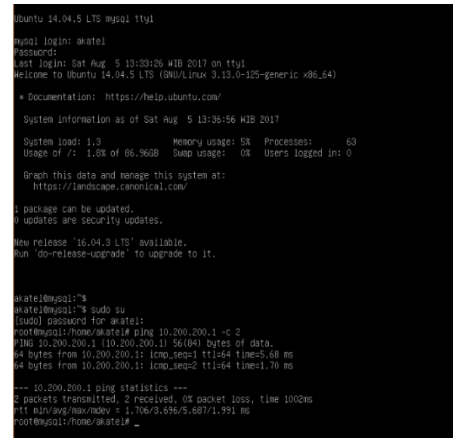 Ubuntu 14.04.5 LTS mysql tty1
mysql login: akatel
Password:
Last login: Sat Aug  5 13:33:26 WIB 2017 on tty1
Welcome to Ubuntu 14.04.5 LTS (GNU/Linux 3.13.0-125-generic x86_64)
* Documentation:  https://help.ubuntu.com/
System information as of Sat Aug  5 13:36:56 WIB 2017
System load: 1.3 Memory usage: 5% Processes: 63
Usage of /: 1.8% of 86.96GB Swap usage: 0% Users logged in: 0
Graph this data and manage this system at:
https://landscape.canonical.com/
1 package can be updated.
0 updates are security updates.
New release '16.04.3 LTS' available.
Run 'do-release-upgrade' to upgrade to it.
akatel@mysql:~$
akatel@mysql:~$ sudo su
[sudo] password for akatel:
root@mysql:/home/akatel# ping 10.200.200.1 -c 2
PING 10.200.200.1 (10.200.200.1) 56(84) bytes of data.
64 bytes from 10.200.200.1: icmp_seq=1 ttl=64 time=5.68 ms
64 bytes from 10.200.200.1: icmp_seq=2 ttl=64 time=1.70 ms
--- 10.200.200.1 ping statistics ---
2 packets transmitted, 2 received, 0% packet loss, time 1002ms
rtt min/avg/max/mdev = 1.706/3.696/5.687/1.991 ms
root@mysql:/home/akatel# _